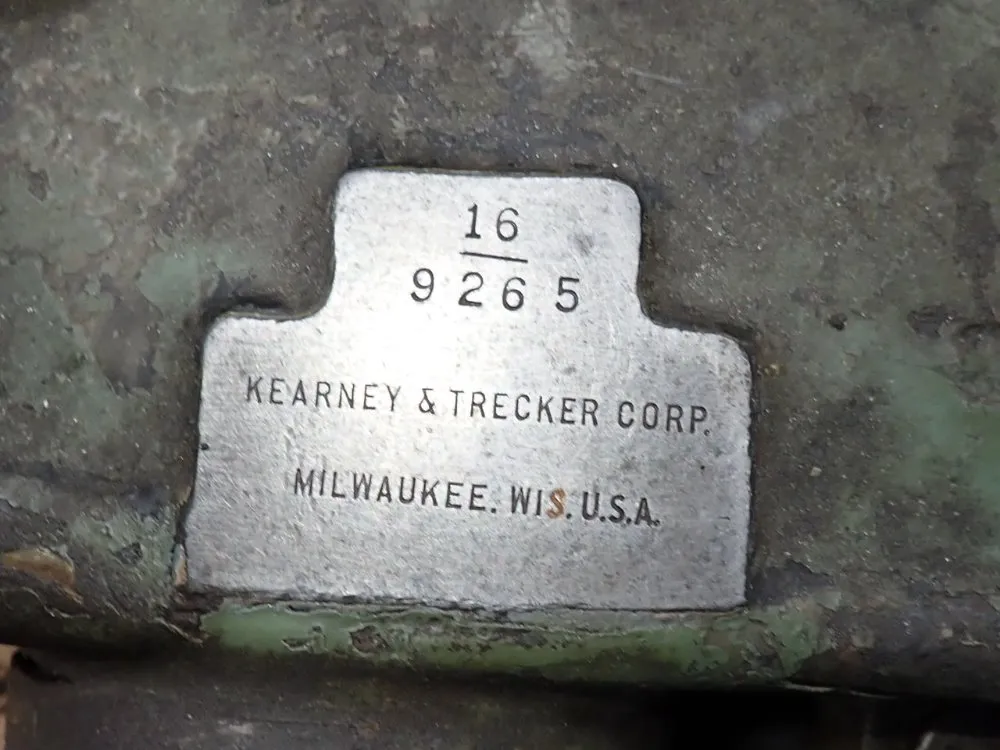 16
9265
KEARNEY & TRECKER CORP.
MILWAUKEE. WIS. U.S.A.